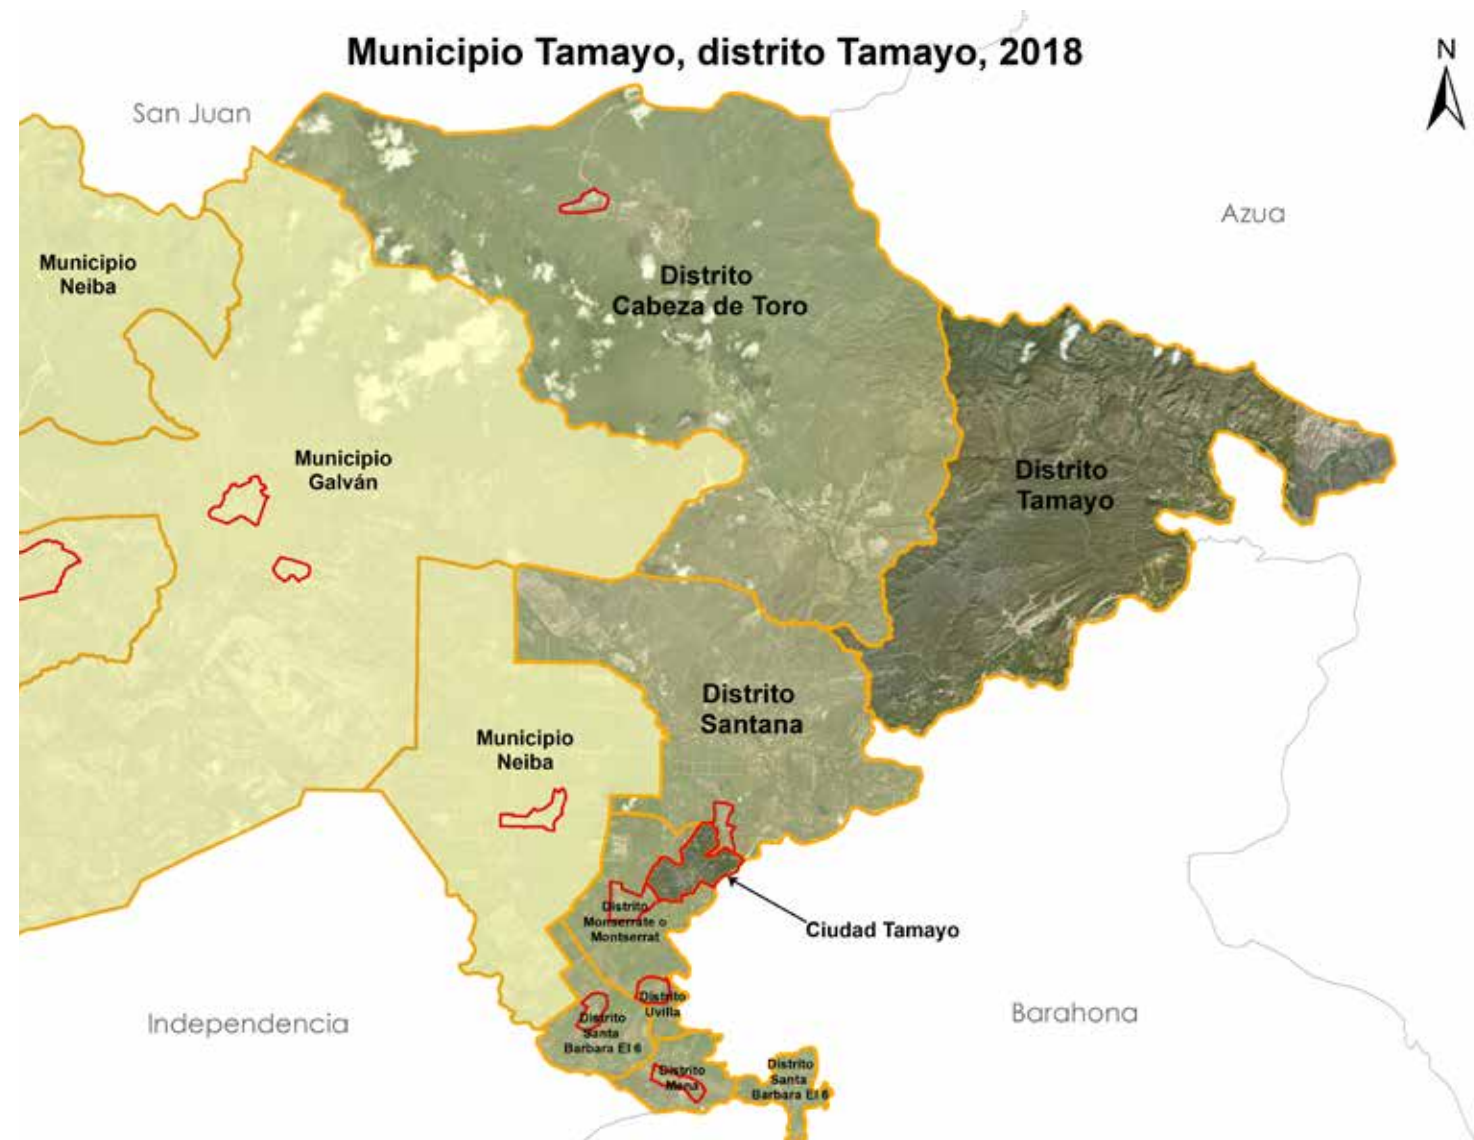 Municipio Tamayo, distrito Tamayo, 2018
N
San Juan
Azua
Municipio
Neiba
Distrito
Cabeza de Toro
Municipio
Galván
Distrito
Tamayo
Distrito
Santana
Municipio
Neiba
Distrito
Monserrate o
Montserrat
Ciudad Tamayo
Distrito
Uvilla
Independencia
Barahona
Distrito
Santa
Barbara El 6
Distrito
Mena
Distrito
Santa
Barbara El 6